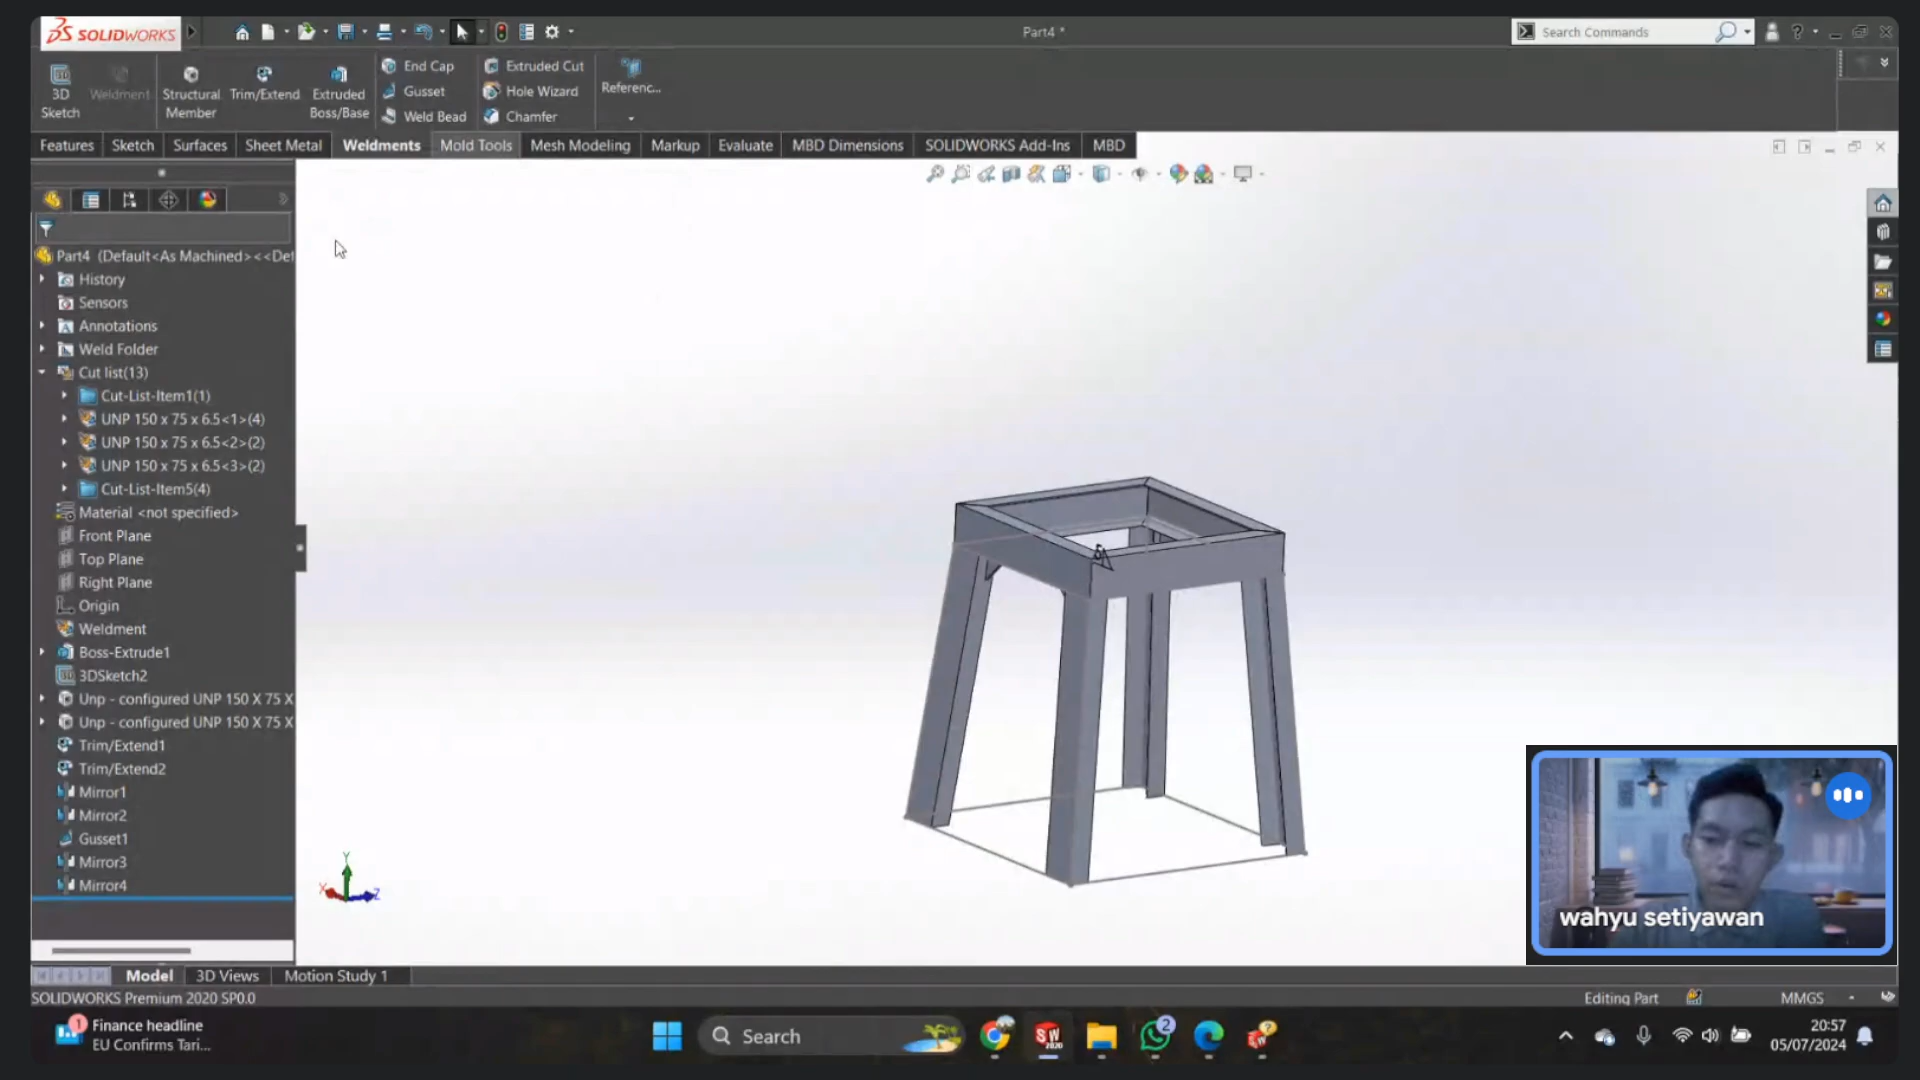 SOLIDWORKS
Part4 *
Search Commands
3D
Sketch
Weldment
Structural
Member
Trim/Extend
Extruded
Boss/Base
End Cap
Gusset
Weld Bead
Extruded Cut
Hole Wizard
Chamfer
Referenc...
Features
Sketch
Surfaces
Sheet Metal
Weldments
Mold Tools
Mesh Modeling
Markup
Evaluate
MBD Dimensions
SOLIDWORKS Add-Ins
MBD
Part4 (Default<As Machined><<Def
History
Sensors
Annotations
Weld Folder
Cut list(13)
Cut-List-Item1(1)
UNP 150 x 75 x 6.5<1>(4)
UNP 150 x 75 x 6.5<2>(2)
UNP 150 x 75 x 6.5<3>(2)
Cut-List-Item5(4)
Material <not specified>
Front Plane
Top Plane
Right Plane
Origin
Weldment
Boss-Extrude1
3DSketch2
Unp - configured UNP 150 X 75 X
Unp - configured UNP 150 X 75 X
Trim/Extend1
Trim/Extend2
Mirror1
Mirror2
Gusset1
Mirror3
Mirror4
Y
X
Z
wahyu setiyawan
Model
3D Views
Motion Study 1
SOLIDWORKS Premium 2020 SP0.0
Editing Part
MMGS
1
Finance headline
EU Confirms Tari...
Search
SW
2020
2
20:57
05/07/2024